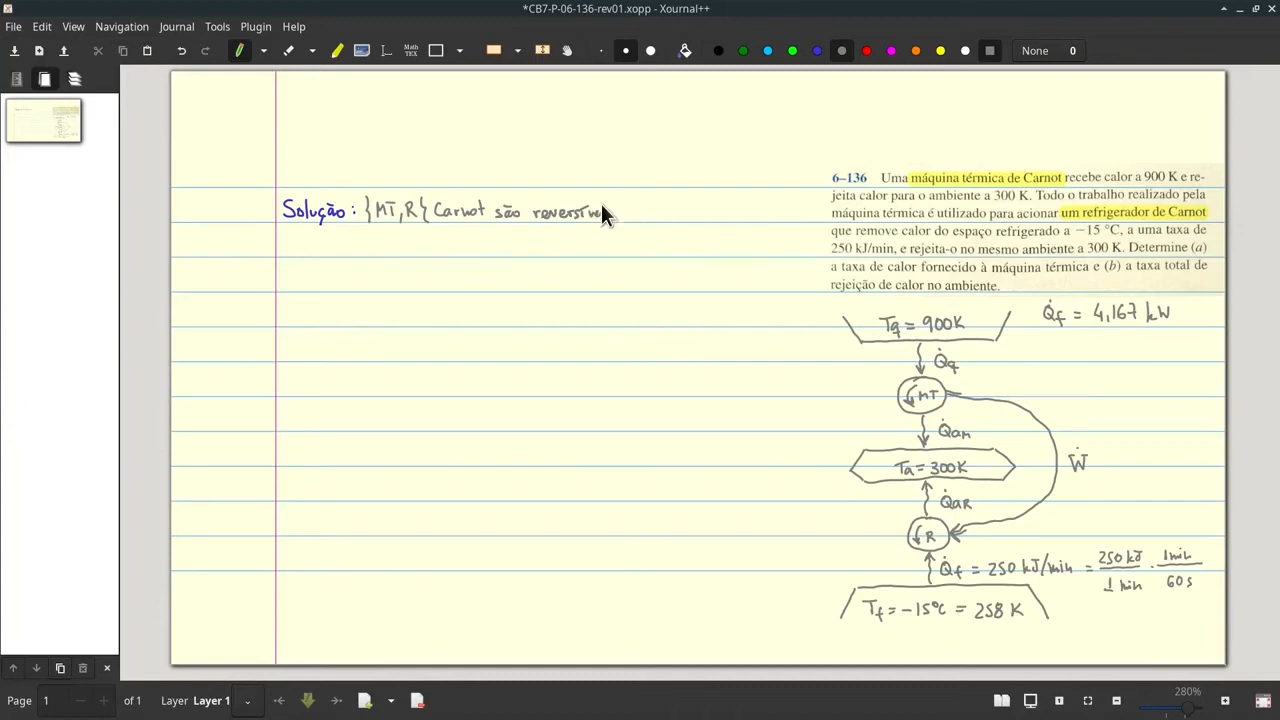 *CB7-P-06-136-rev01.xopp - Xournal++
File Edit View Navigation Journal Tools Plugin Help
Math TEX
None 0
6–136 Uma máquina térmica de Carnot recebe calor a 900 K e re-
jeita calor para o ambiente a 300 K. Todo o trabalho realizado pela
máquina térmica é utilizado para acionar um refrigerador de Carnot
que remove calor do espaço refrigerado a −15 °C, a uma taxa de
250 kJ/min, e rejeita-o no mesmo ambiente a 300 K. Determine (a)
a taxa de calor fornecido à máquina térmica e (b) a taxa total de
rejeição de calor no ambiente.
Solução: {MT,R{ Carnot são
Tq = 900K
Q̇f = 4,167 kW
Q̇q
MT
Q̇aM
Ta = 300K
Ẇ
Q̇aR
R
Q̇f = 250 kJ/min = 250 kJ / 1 min · 1 min / 60 s
Tf = -15°C = 258 K
Page 1 of 1 Layer Layer 1 280%